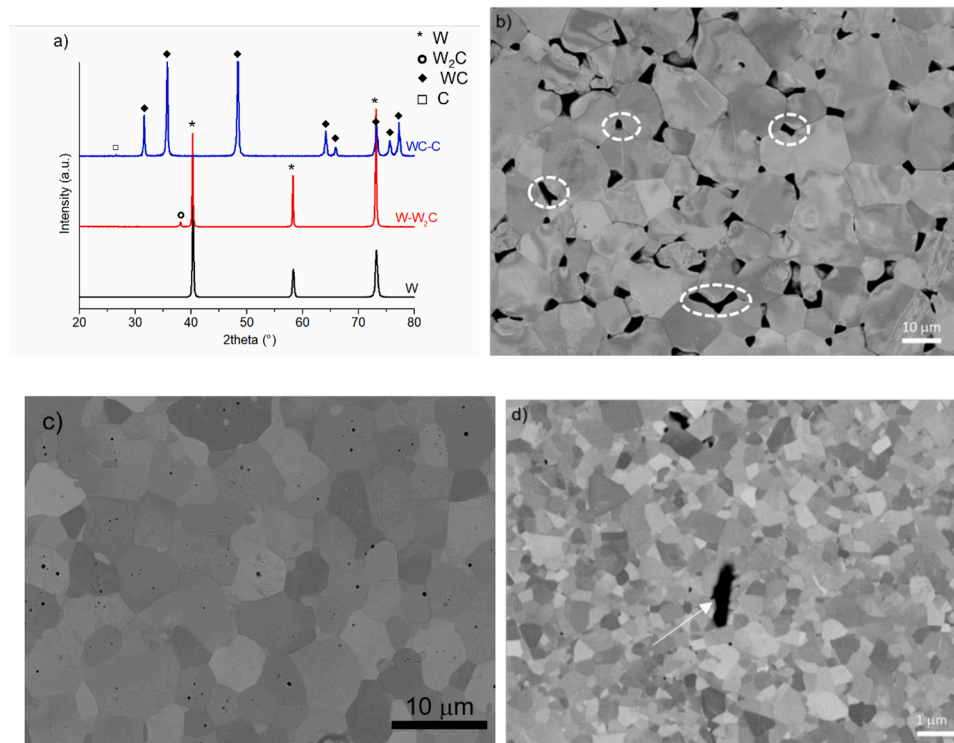 a)
* W
W₂C
WC
C
* *
WC-C
* *
W-W₂C
W
Intensity (a.u.)
20 30 40 50 60 70 80
2theta (°)
b)
10 μm
c)
10 μm
d)
1 μm